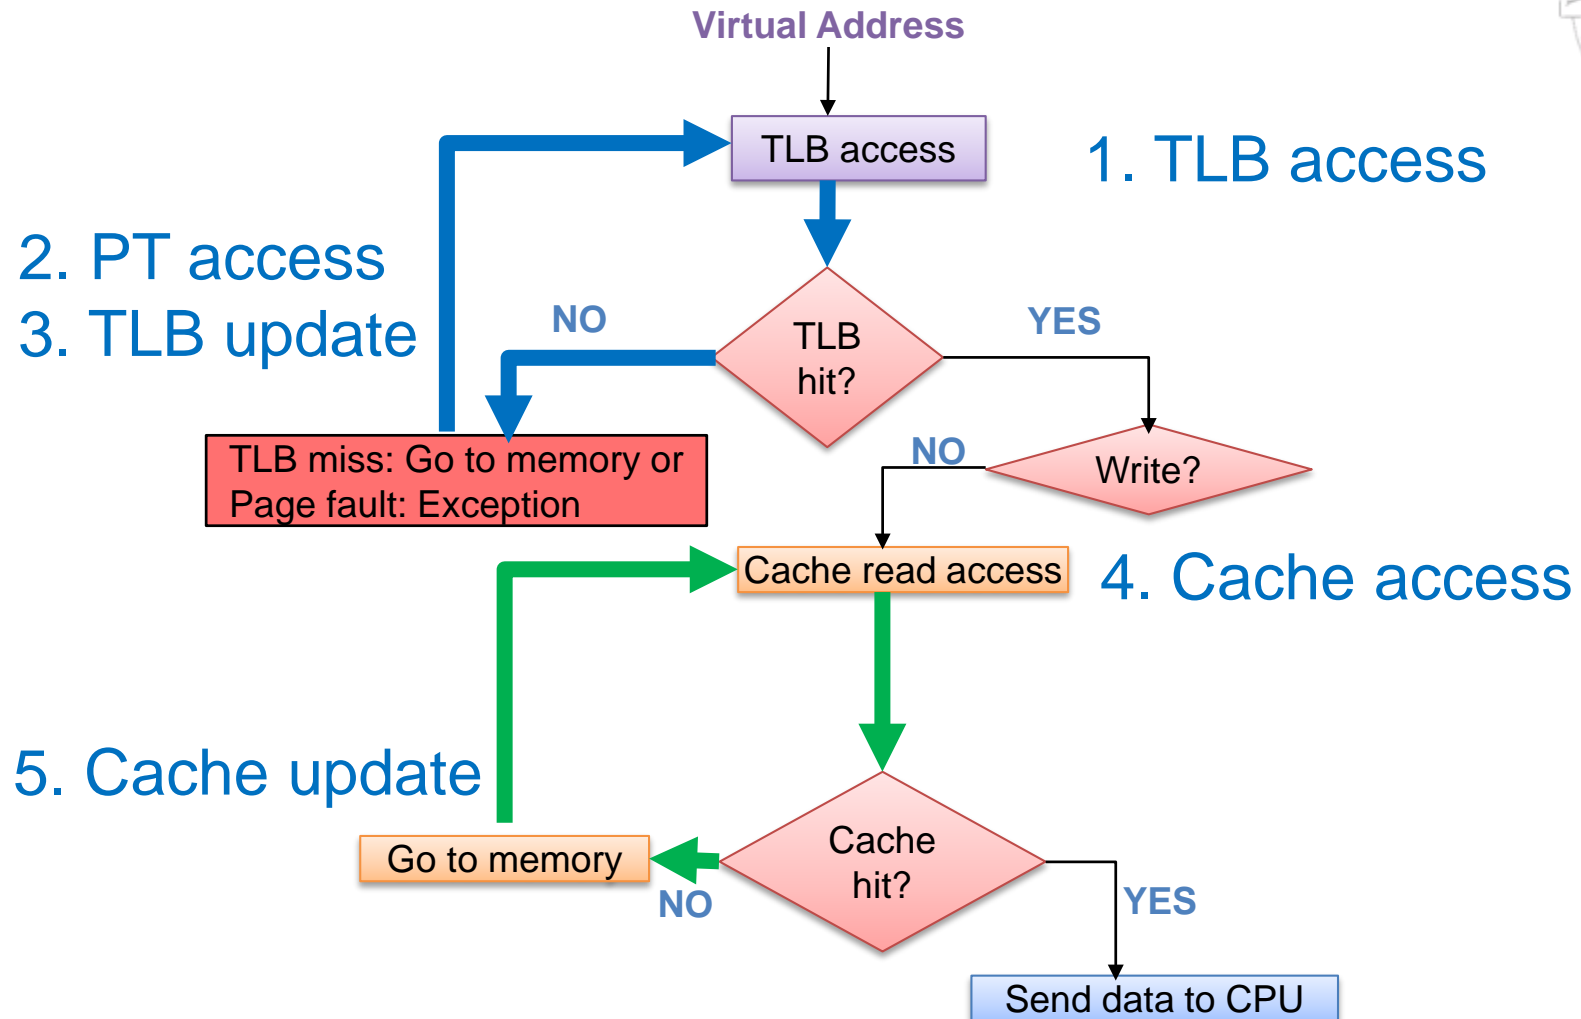 Virtual Address
TLB access
1. TLB access
2. PT access
3. TLB update
NO
TLB
hit?
YES
TLB miss: Go to memory or
Page fault: Exception
NO
Write?
Cache read access
4. Cache access
5. Cache update
Go to memory
NO
Cache
hit?
YES
Send data to CPU